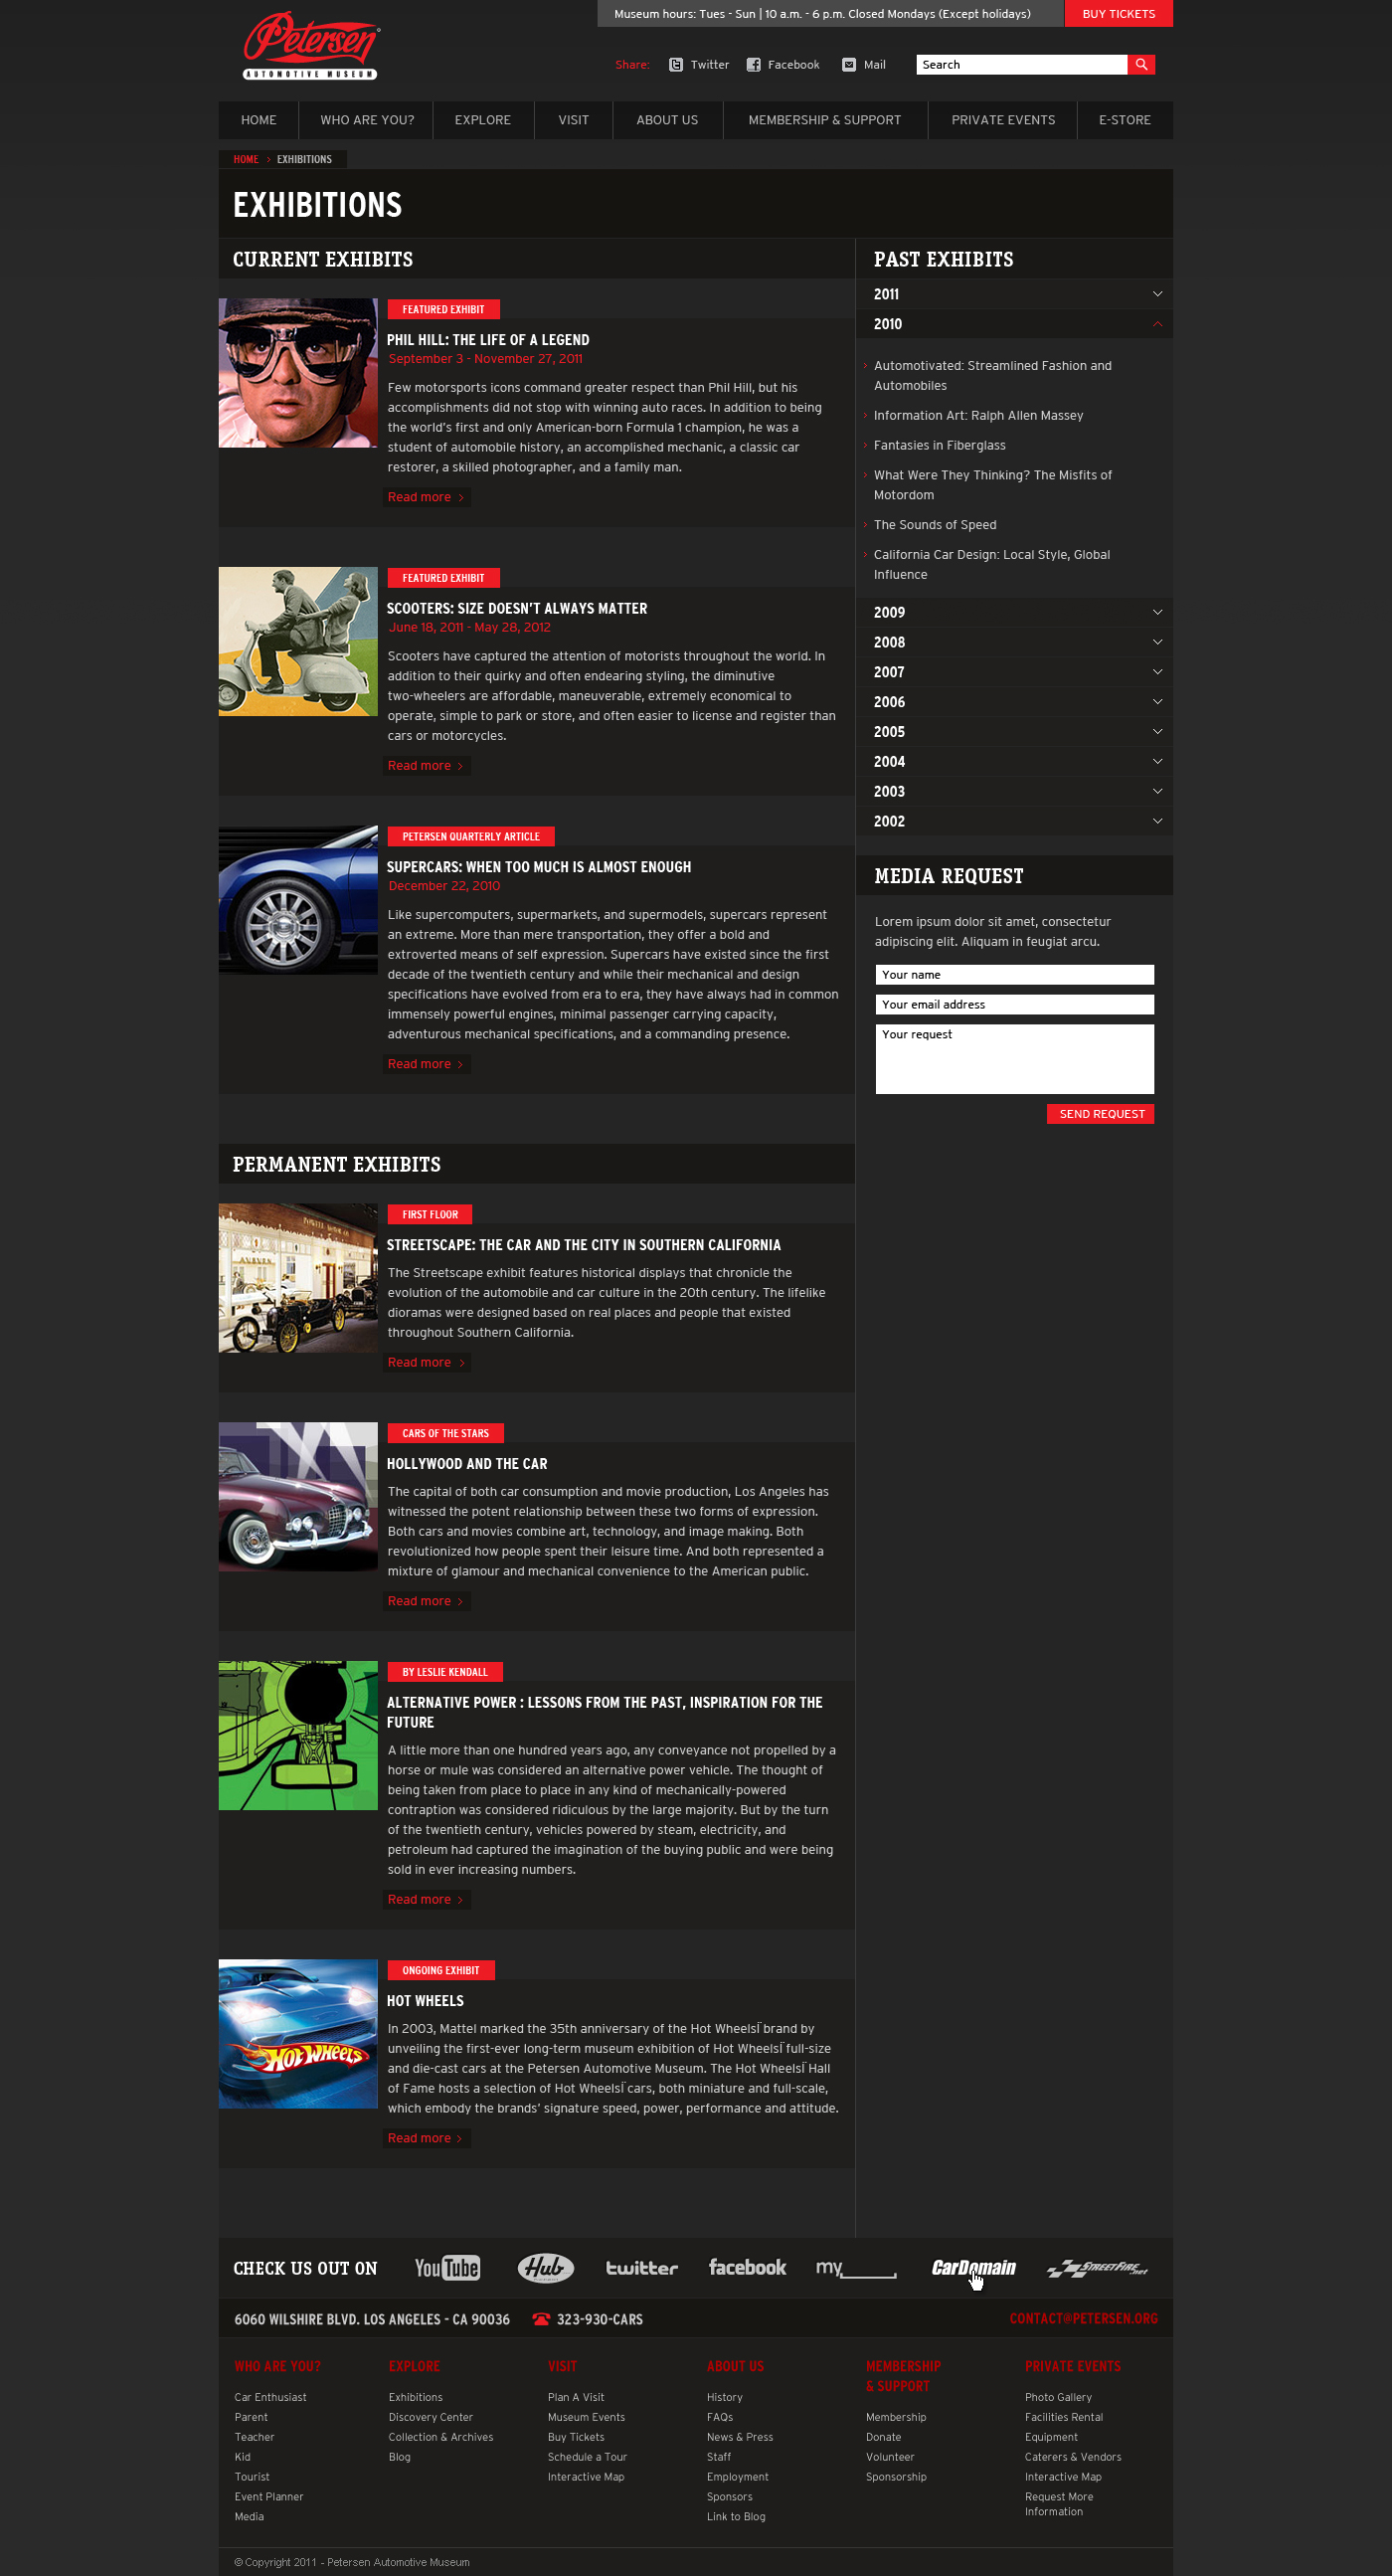 Museum hours: Tues - Sun | 10 a.m. - 6 p.m. Closed Mondays (Except holidays)
BUY TICKETS
Petersen
AUTOMOTIVE MUSEUM
Share:
Twitter
Facebook
Mail
Search
HOME
WHO ARE YOU?
EXPLORE
VISIT
ABOUT US
MEMBERSHIP & SUPPORT
PRIVATE EVENTS
E-STORE
HOME > EXHIBITIONS
EXHIBITIONS
CURRENT EXHIBITS
FEATURED EXHIBIT
PHIL HILL: THE LIFE OF A LEGEND
September 3 - November 27, 2011
Few motorsports icons command greater respect than Phil Hill, but his
accomplishments did not stop with winning auto races. In addition to being
the world's first and only American-born Formula 1 champion, he was a
student of automobile history, an accomplished mechanic, a classic car
restorer, a skilled photographer, and a family man.
Read more >
FEATURED EXHIBIT
SCOOTERS: SIZE DOESN'T ALWAYS MATTER
June 18, 2011 - May 28, 2012
Scooters have captured the attention of motorists throughout the world. In
addition to their quirky and often endearing styling, the diminutive
two-wheelers are affordable, maneuverable, extremely economical to
operate, simple to park or store, and often easier to license and register than
cars or motorcycles.
Read more >
PETERSEN QUARTERLY ARTICLE
SUPERCARS: WHEN TOO MUCH IS ALMOST ENOUGH
December 22, 2010
Like supercomputers, supermarkets, and supermodels, supercars represent
an extreme. More than mere transportation, they offer a bold and
extroverted means of self expression. Supercars have existed since the first
decade of the twentieth century and while their mechanical and design
specifications have evolved from era to era, they have always had in common
immensely powerful engines, minimal passenger carrying capacity,
adventurous mechanical specifications, and a commanding presence.
Read more >
PERMANENT EXHIBITS
FIRST FLOOR
STREETSCAPE: THE CAR AND THE CITY IN SOUTHERN CALIFORNIA
The Streetscape exhibit features historical displays that chronicle the
evolution of the automobile and car culture in the 20th century. The lifelike
dioramas were designed based on real places and people that existed
throughout Southern California.
Read more >
CARS OF THE STARS
HOLLYWOOD AND THE CAR
The capital of both car consumption and movie production, Los Angeles has
witnessed the potent relationship between these two forms of expression.
Both cars and movies combine art, technology, and image making. Both
revolutionized how people spent their leisure time. And both represented a
mixture of glamour and mechanical convenience to the American public.
Read more >
BY LESLIE KENDALL
ALTERNATIVE POWER : LESSONS FROM THE PAST, INSPIRATION FOR THE
FUTURE
A little more than one hundred years ago, any conveyance not propelled by a
horse or mule was considered an alternative power vehicle. The thought of
being taken from place to place in any kind of mechanically-powered
contraption was considered ridiculous by the large majority. But by the turn
of the twentieth century, vehicles powered by steam, electricity, and
petroleum had captured the imagination of the buying public and were being
sold in ever increasing numbers.
Read more >
ONGOING EXHIBIT
HOT WHEELS
HOT WHEELS
In 2003, Mattel marked the 35th anniversary of the Hot WheelsÏ brand by
unveiling the first-ever long-term museum exhibition of Hot WheelsÏ full-size
and die-cast cars at the Petersen Automotive Museum. The Hot WheelsÏ Hall
of Fame hosts a selection of Hot WheelsÏ cars, both miniature and full-scale,
which embody the brands' signature speed, power, performance and attitude.
Read more >
PAST EXHIBITS
2011
2010
Automotivated: Streamlined Fashion and
Automobiles
Information Art: Ralph Allen Massey
Fantasies in Fiberglass
What Were They Thinking? The Misfits of
Motordom
The Sounds of Speed
California Car Design: Local Style, Global
Influence
2009
2008
2007
2006
2005
2004
2003
2002
MEDIA REQUEST
Lorem ipsum dolor sit amet, consectetur
adipiscing elit. Aliquam in feugiat arcu.
Your name
Your email address
Your request
SEND REQUEST
CHECK US OUT ON
YouTube
Hub
twitter
facebook
my
CarDomain
STREETFIRE.net
6060 WILSHIRE BLVD. LOS ANGELES - CA 90036
323-930-CARS
CONTACT@PETERSEN.ORG
WHO ARE YOU?
Car Enthusiast
Parent
Teacher
Kid
Tourist
Event Planner
Media
EXPLORE
Exhibitions
Discovery Center
Collection & Archives
Blog
VISIT
Plan A Visit
Museum Events
Buy Tickets
Schedule a Tour
Interactive Map
ABOUT US
History
FAQs
News & Press
Staff
Employment
Sponsors
Link to Blog
MEMBERSHIP
& SUPPORT
Membership
Donate
Volunteer
Sponsorship
PRIVATE EVENTS
Photo Gallery
Facilities Rental
Equipment
Caterers & Vendors
Interactive Map
Request More
Information
© Copyright 2011 - Petersen Automotive Museum